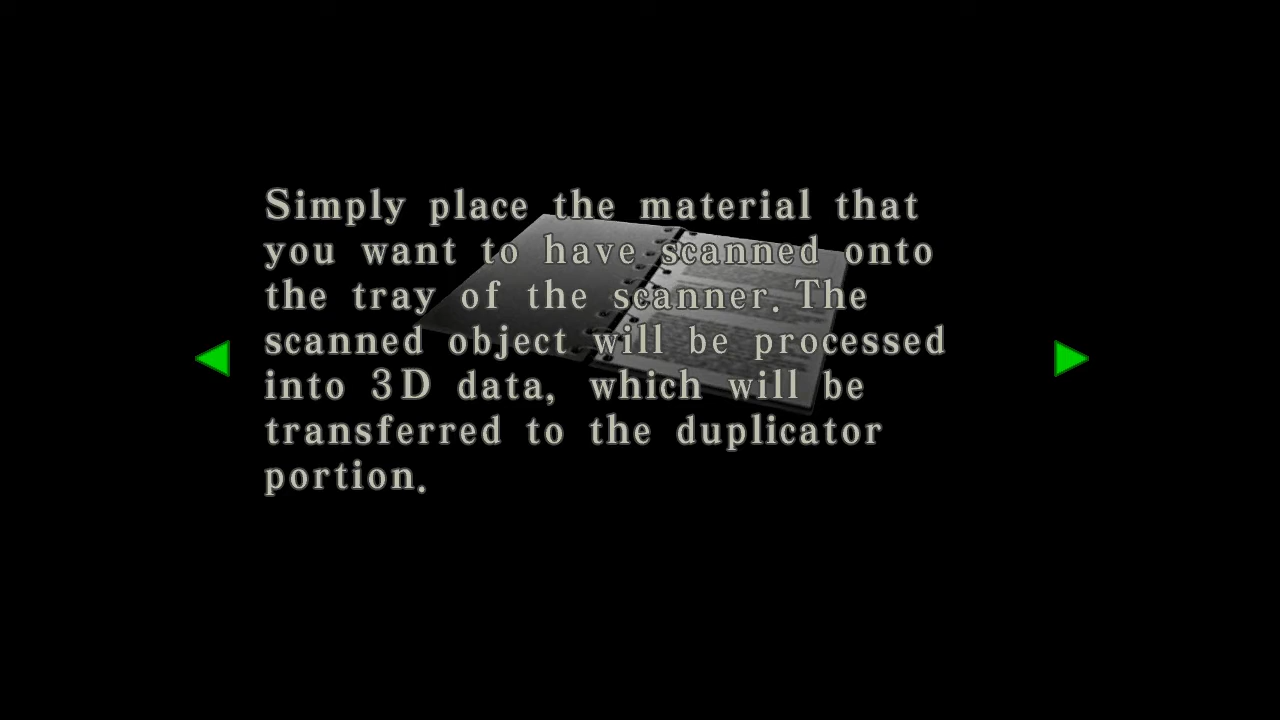 Simply place the material that
you want to have scanned onto
the tray of the scanner. The
scanned object will be processed
into 3D data, which will be
transferred to the duplicator
portion.